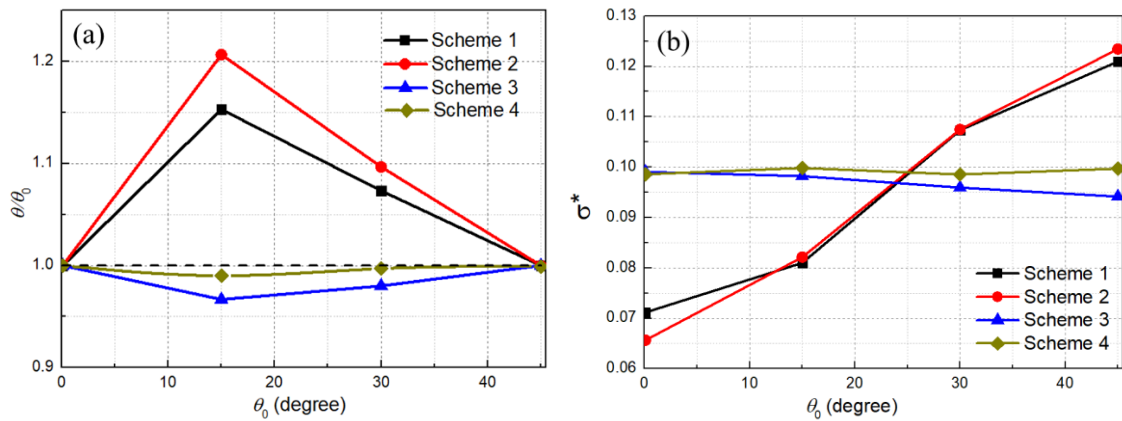 (a)
Scheme 1
Scheme 2
Scheme 3
Scheme 4
1.2
1.1
1.0
0.9
θ/θ0
0 10 20 30 40
θ0 (degree)
(b)
0.13
0.12
0.11
0.10
0.09
0.08
0.07
0.06
σ*
Scheme 1
Scheme 2
Scheme 3
Scheme 4
0 10 20 30 40
θ0 (degree)